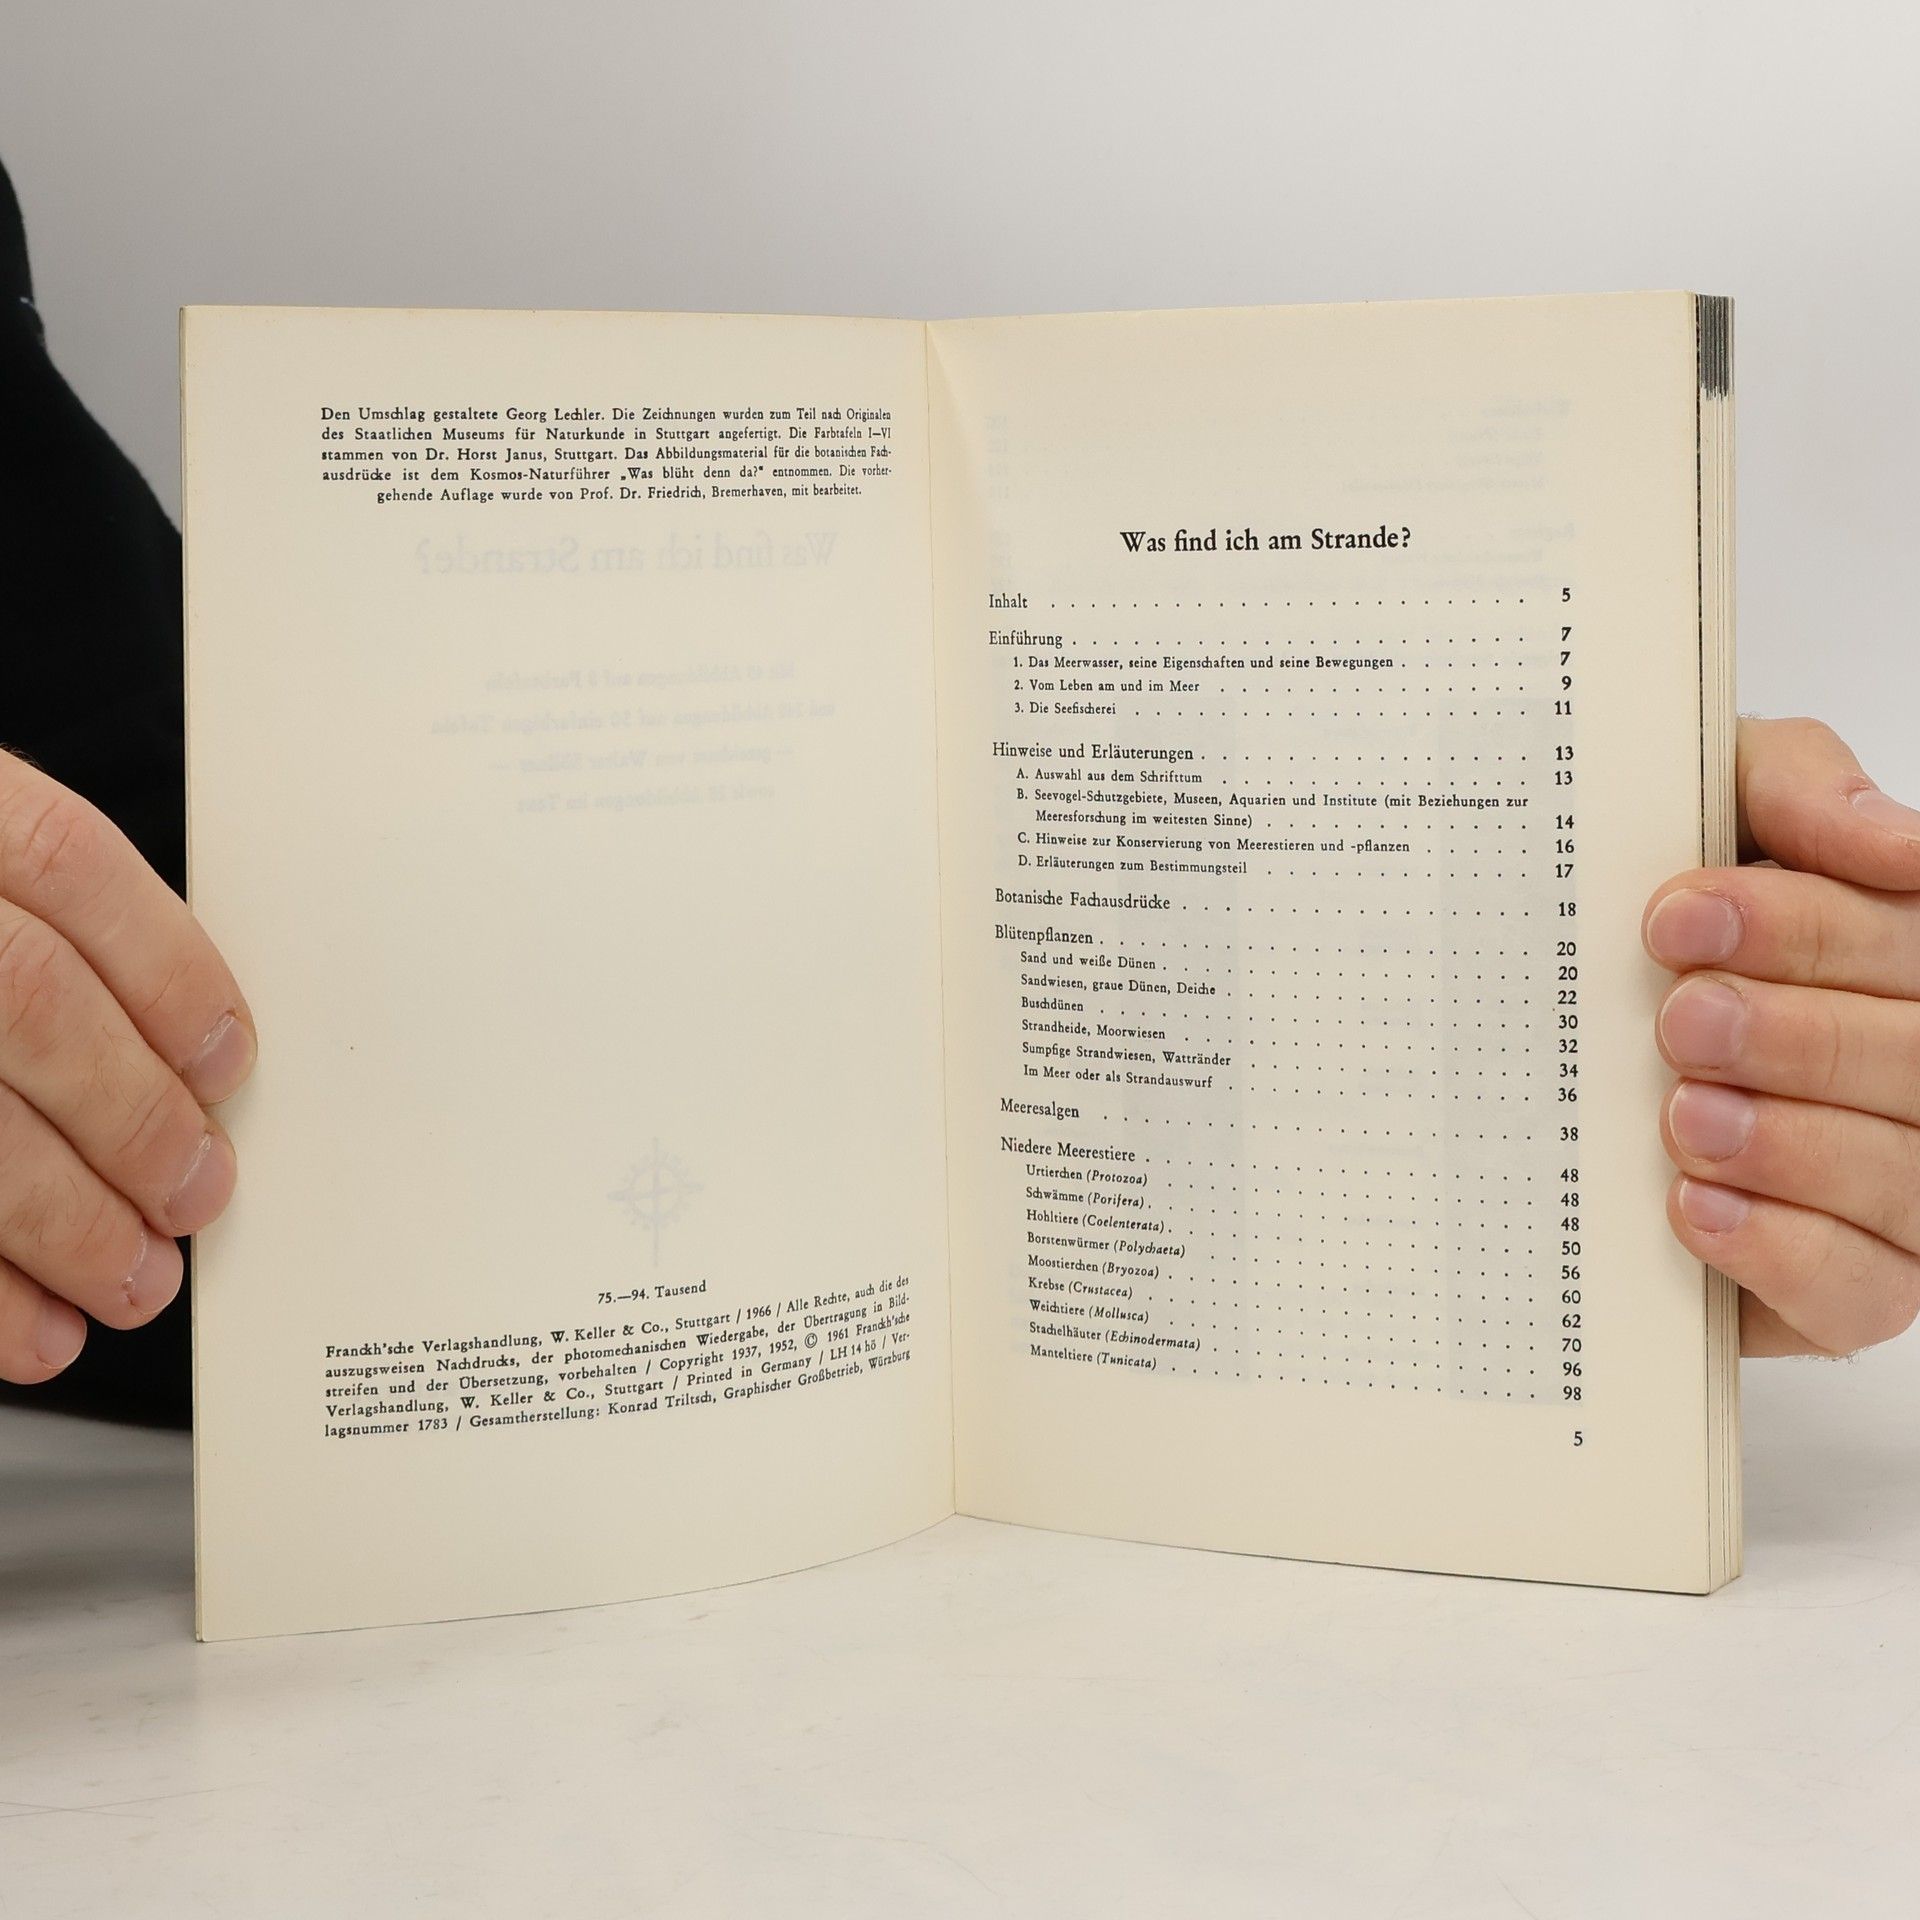 Den Umschlag gestaltete Georg Lechler. Die Zeichnungen wurden zum Teil nach Originalen
des Staatlichen Museums für Naturkunde in Stuttgart angefertigt. Die Farbtafeln I—VI
stammen von Dr. Horst Janus, Stuttgart. Das Abbildungsmaterial für die botanischen Fach-
ausdrücke ist dem Kosmos-Naturführer „Was blüht denn da?“ entnommen. Die vorher-
gehende Auflage wurde von Prof. Dr. Friedrich, Bremerhaven, mit bearbeitet.
75.—94. Tausend
Franckh'sche Verlagshandlung, W. Keller & Co., Stuttgart / 1966 / Alle Rechte, auch die des
auszugsweisen Nachdrucks, der photomechanischen Wiedergabe, der Übertragung in Bild-
streifen und der Übersetzung, vorbehalten / Copyright 1937, 1952, © 1961 Franckh'sche
Verlagshandlung, W. Keller & Co., Stuttgart / Printed in Germany / LH 14 hö / Ver-
lagsnummer 1783 / Gesamtherstellung: Konrad Triltsch, Graphischer Großbetrieb, Würzburg
Was find ich am Strande?
Inhalt . . . . . . . . . . . . . . . . . . . . . . . 5
Einführung . . . . . . . . . . . . . . . . . . . . . . 7
1. Das Meerwasser, seine Eigenschaften und seine Bewegungen . . . . . . 7
2. Vom Leben am und im Meer . . . . . . . . . . . . . . . 9
3. Die Seefischerei . . . . . . . . . . . . . . . . . . . 11
Hinweise und Erläuterungen . . . . . . . . . . . . . . . . 13
A. Auswahl aus dem Schrifttum . . . . . . . . . . . . . . 13
B. Seevogel-Schutzgebiete, Museen, Aquarien und Institute (mit Beziehungen zur
Meeresforschung im weitesten Sinne) . . . . . . . . . . . . 14
C. Hinweise zur Konservierung von Meerestieren und -pflanzen . . . . . 16
D. Erläuterungen zum Bestimmungsteil . . . . . . . . . . . . 17
Botanische Fachausdrücke . . . . . . . . . . . . . . . . 18
Blütenpflanzen . . . . . . . . . . . . . . . . . . . . 20
Sand und weiße Dünen . . . . . . . . . . . . . . . . . 20
Sandwiesen, graue Dünen, Deiche . . . . . . . . . . . . . . 22
Buschdünen . . . . . . . . . . . . . . . . . . . . 30
Strandheide, Moorwiesen . . . . . . . . . . . . . . . . 32
Sumpfige Strandwiesen, Wattränder . . . . . . . . . . . . . 34
Im Meer oder als Strandauswurf . . . . . . . . . . . . . . 36
Meeresalgen . . . . . . . . . . . . . . . . . . . . 38
Niedere Meerestiere . . . . . . . . . . . . . . . . . . 48
Urtierchen (Protozoa) . . . . . . . . . . . . . . . . . 48
Schwämme (Porifera) . . . . . . . . . . . . . . . . . . 48
Hohltiere (Coelenterata) . . . . . . . . . . . . . . . . . 50
Borstenwürmer (Polychaeta) . . . . . . . . . . . . . . . 56
Moostierchen (Bryozoa) . . . . . . . . . . . . . . . . . 60
Krebse (Crustacea) . . . . . . . . . . . . . . . . . . 62
Weichtiere (Mollusca) . . . . . . . . . . . . . . . . . 70
Stachelhäuter (Echinodermata) . . . . . . . . . . . . . . . 96
Manteltiere (Tunicata) . . . . . . . . . . . . . . . . . 98
5